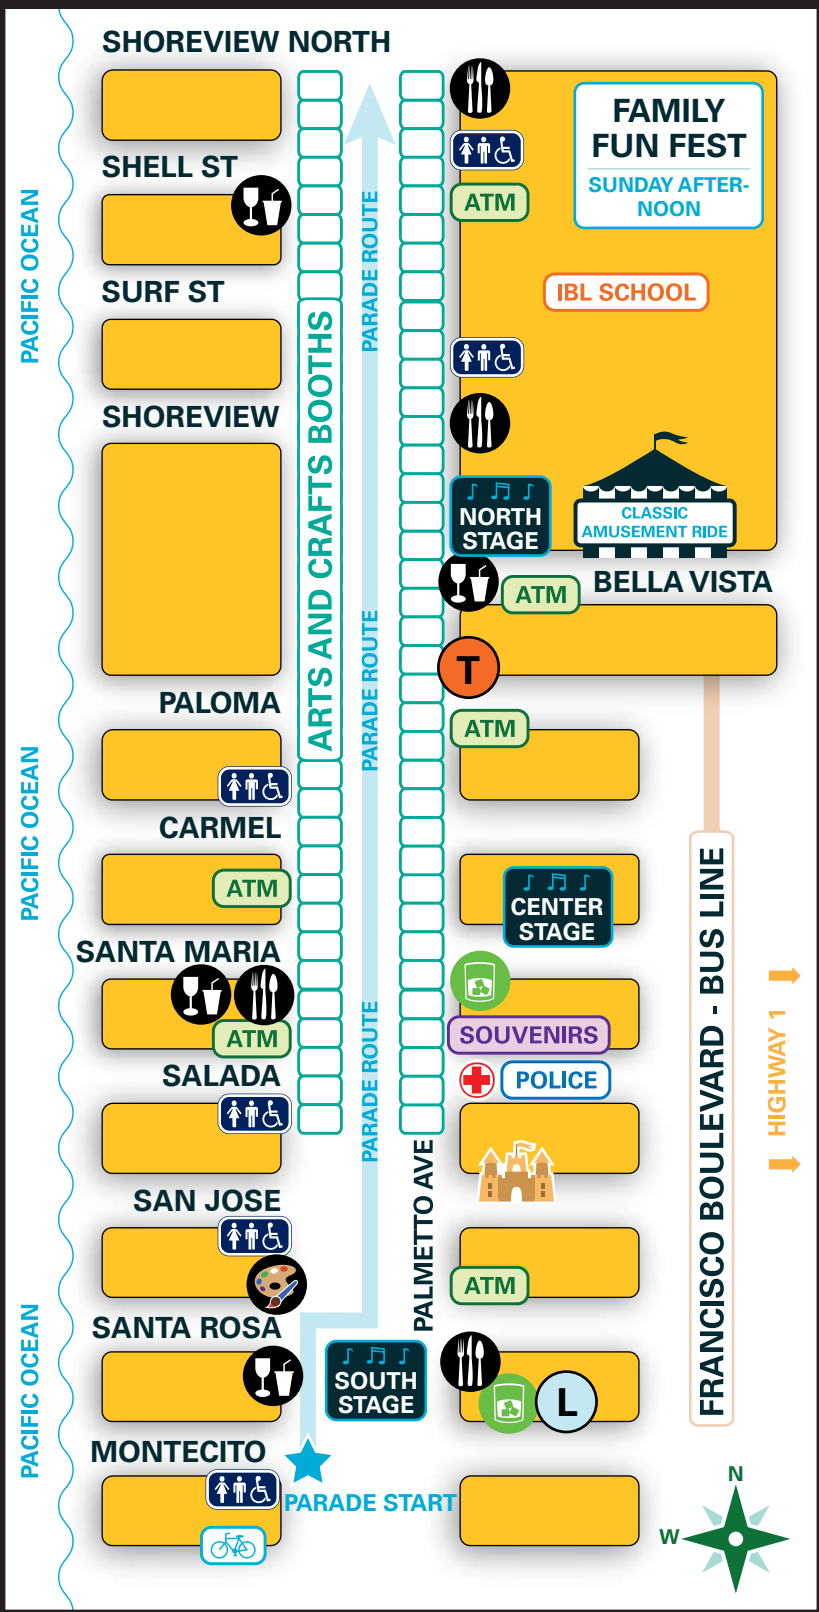 SHOREVIEW NORTH
FAMILY
FUN FEST
SUNDAY AFTER-
NOON
SHELL ST
ATM
PACIFIC OCEAN
PARADE ROUTE
SURF ST
IBL SCHOOL
ARTS AND CRAFTS BOOTHS
SHOREVIEW
NORTH
STAGE
CLASSIC
AMUSEMENT RIDE
BELLA VISTA
ATM
PARADE ROUTE
T
PALOMA
ATM
PACIFIC OCEAN
CARMEL
ATM
CENTER
STAGE
FRANCISCO BOULEVARD - BUS LINE
SANTA MARIA
ATM
SOUVENIRS
HIGHWAY 1
PARADE ROUTE
SALADA
POLICE
PALMETTO AVE
SAN JOSE
ATM
SANTA ROSA
PACIFIC OCEAN
SOUTH
STAGE
L
MONTECITO
PARADE START
N
W